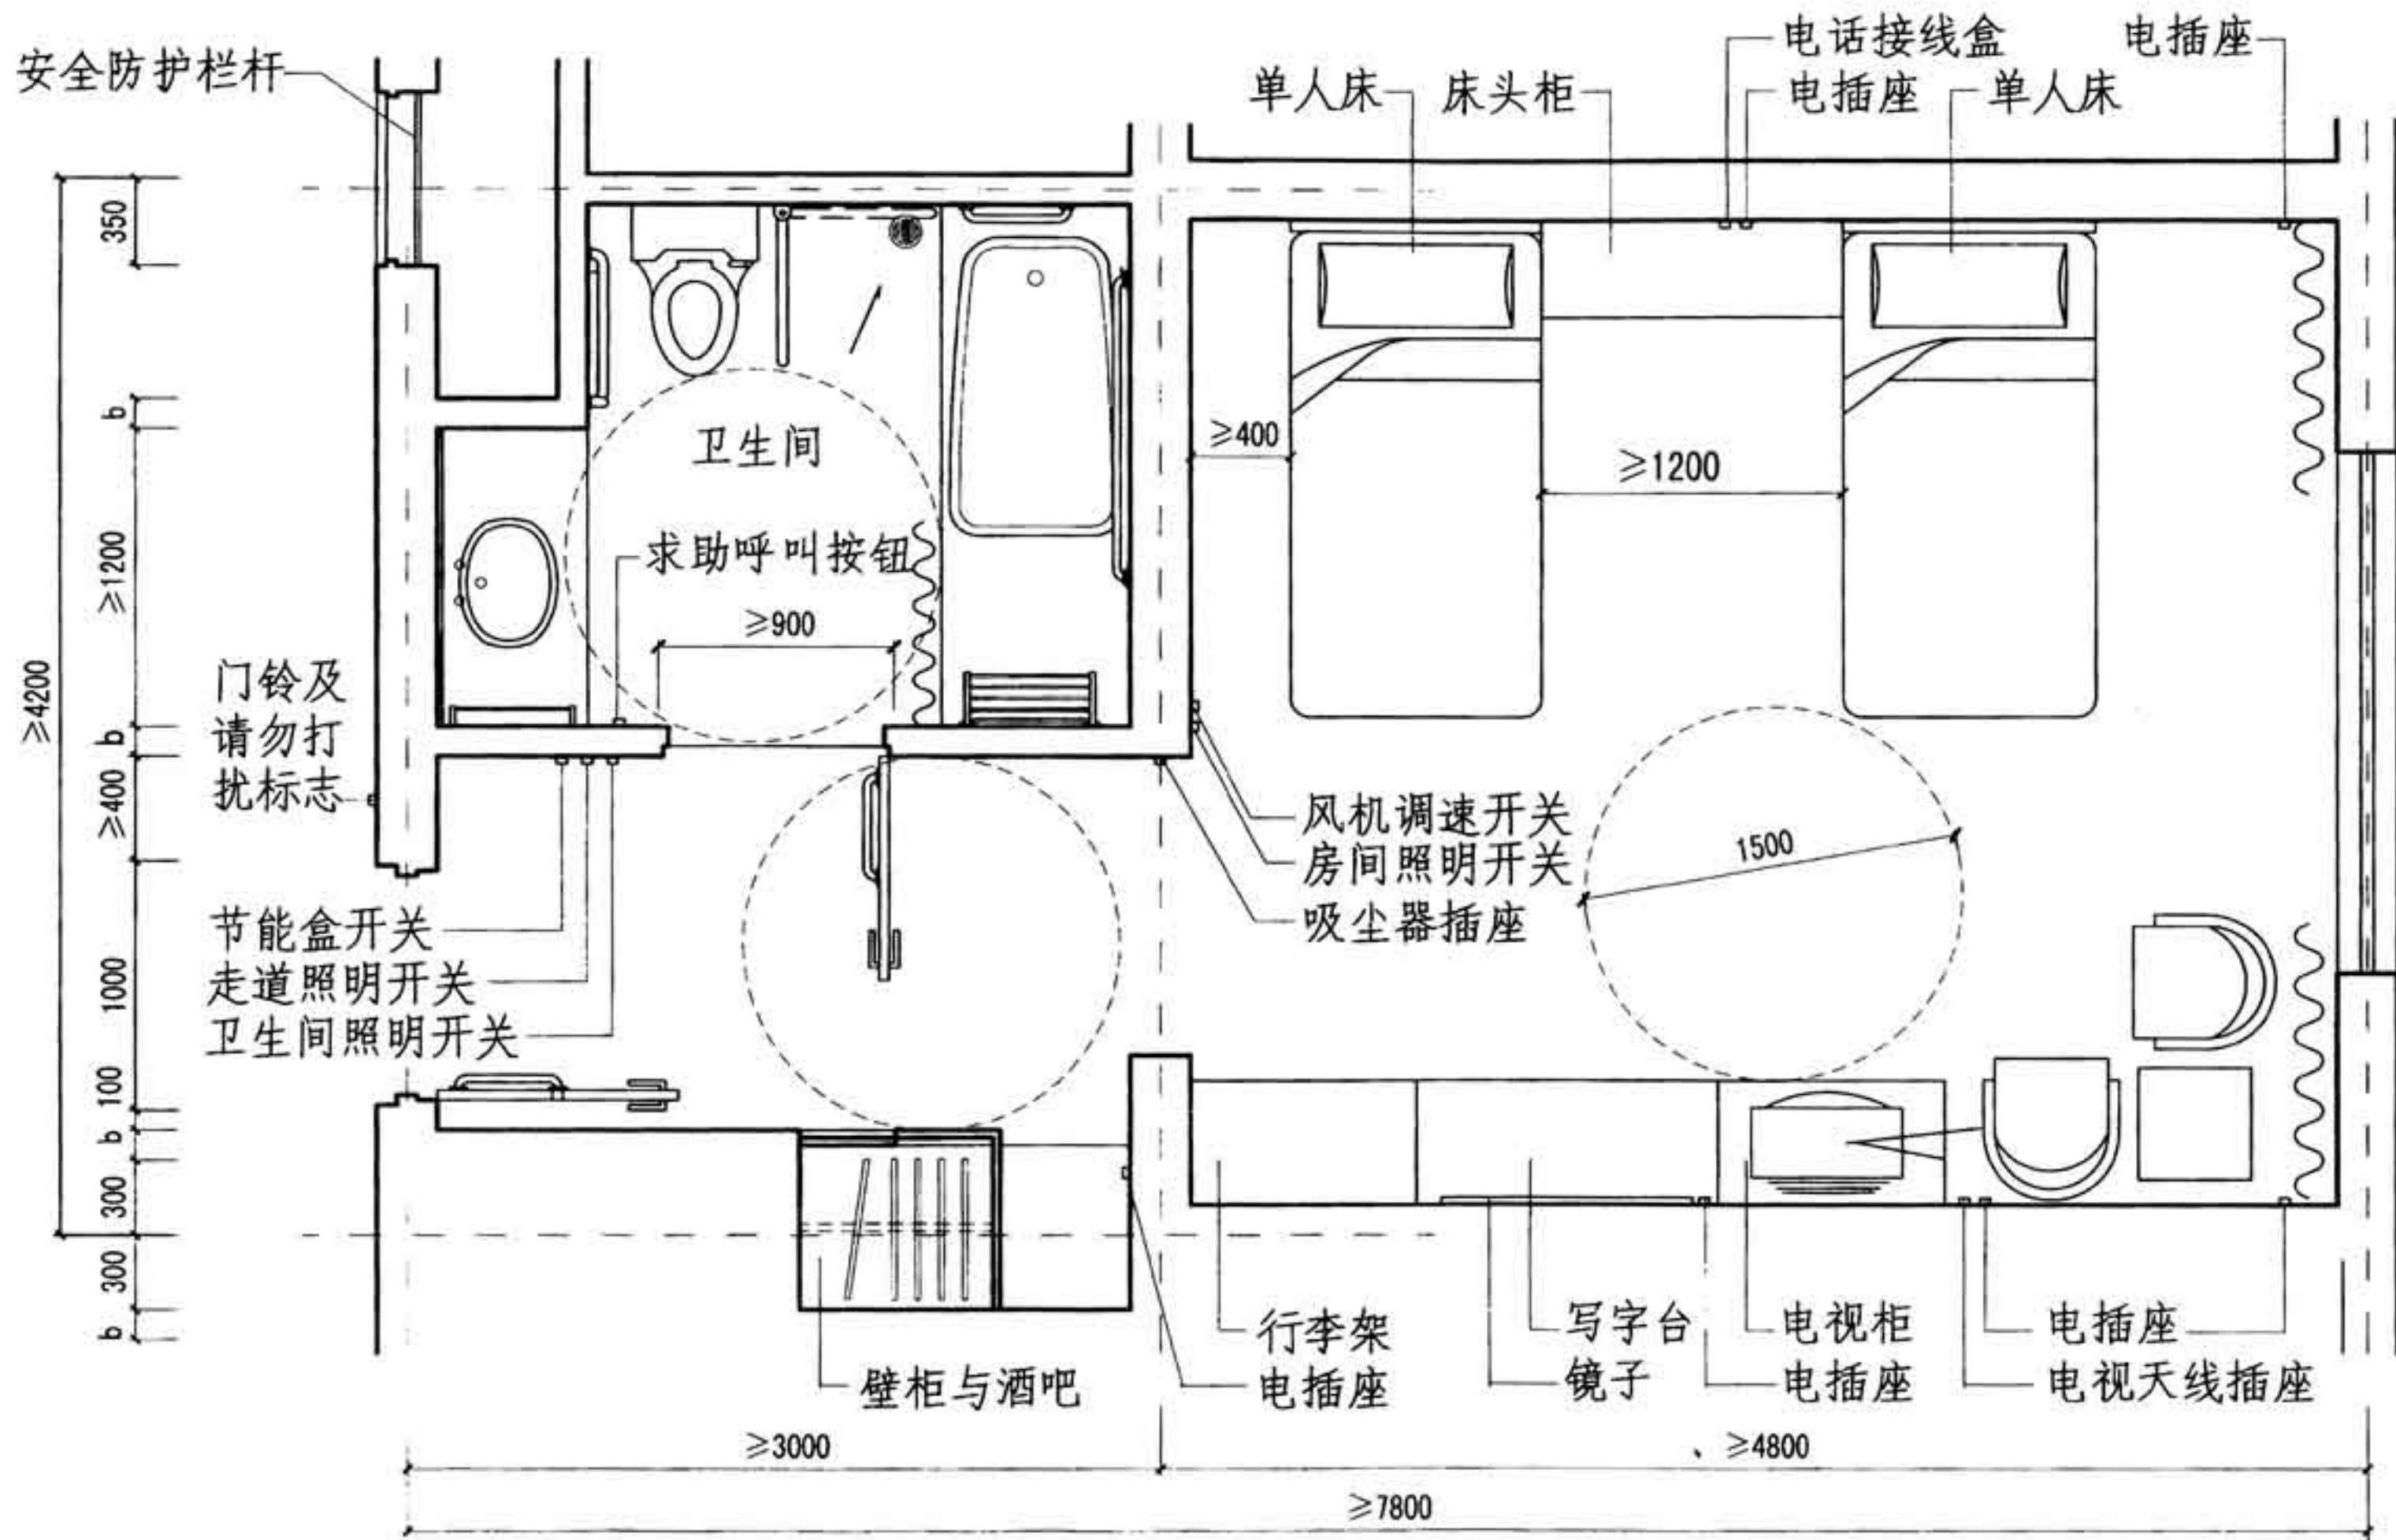 电话接线盒
电插座
安全防护栏杆
单人床
床头柜
电插座
单人床
350
b
≥1200
b
≥400
1000
100
b
300
300
b
≥4200
卫生间
求助呼叫按钮
≥900
≥400
≥1200
门铃及
请勿打
扰标志
风机调速开关
房间照明开关
吸尘器插座
1500
节能盒开关
走道照明开关
卫生间照明开关
行李架
电插座
写字台
镜子
电视柜
电插座
电插座
电视天线插座
壁柜与酒吧
≥3000
、≥4800
≥7800